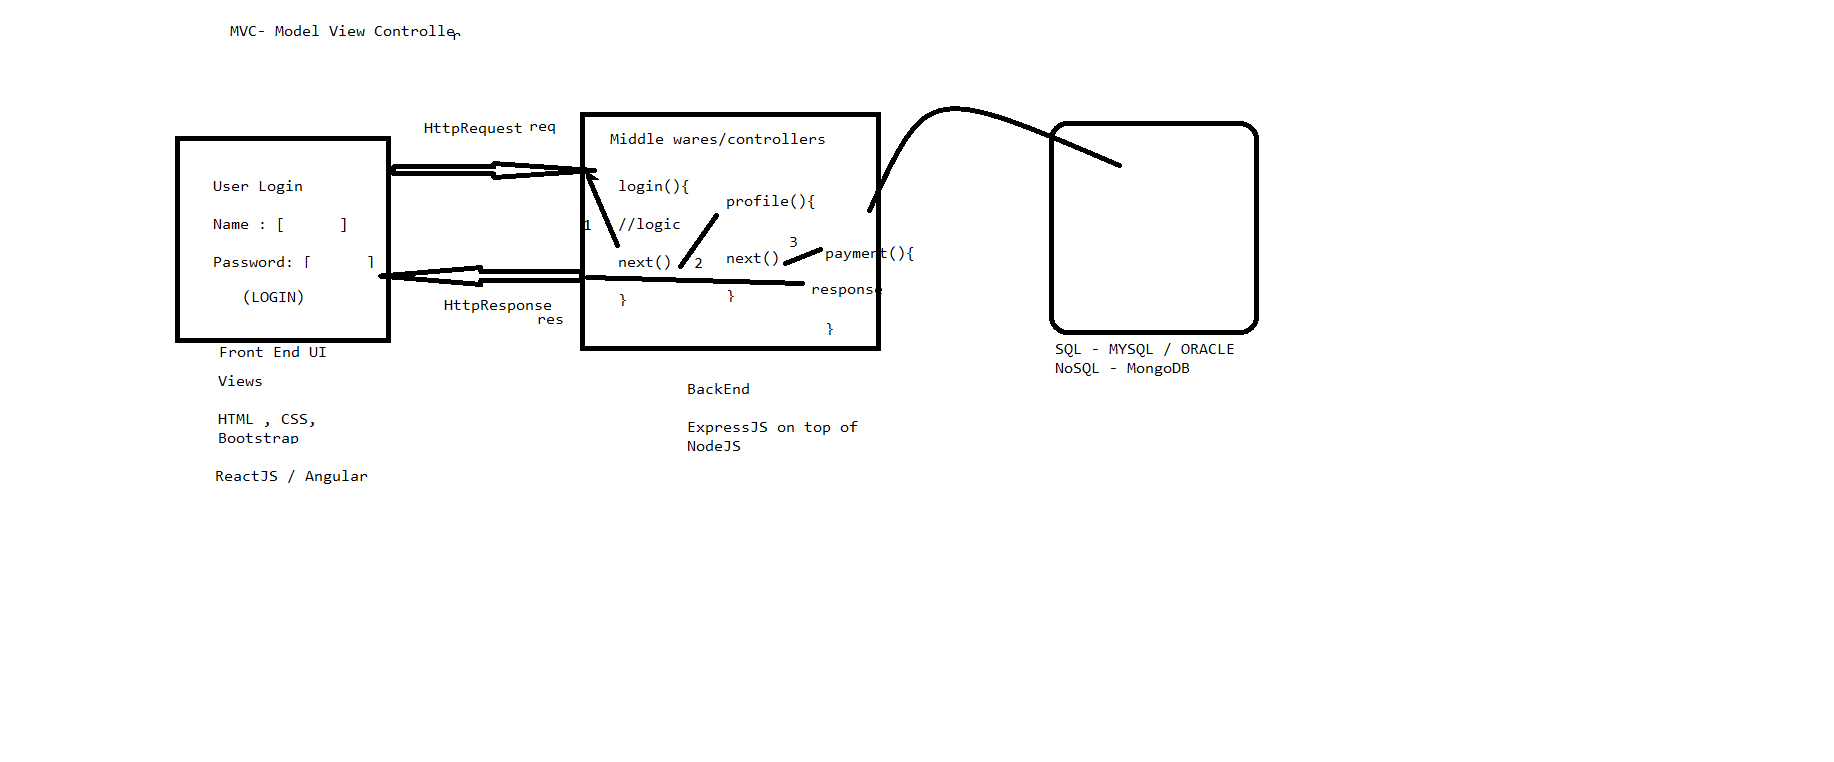 MVC- Model View Controller
HttpRequest req
User Login
Name : [ ]
Password: [ ]
(LOGIN)
HttpResponse
res
Front End UI
Views
HTML , CSS,
Bootstrap
ReactJS / Angular
Middle wares/controllers
login(){
1 //logic
next()
}
2
profile(){
next()
}
3
payment(){
response
}
BackEnd
ExpressJS on top of
NodeJS
SQL - MYSQL / ORACLE
NoSQL - MongoDB